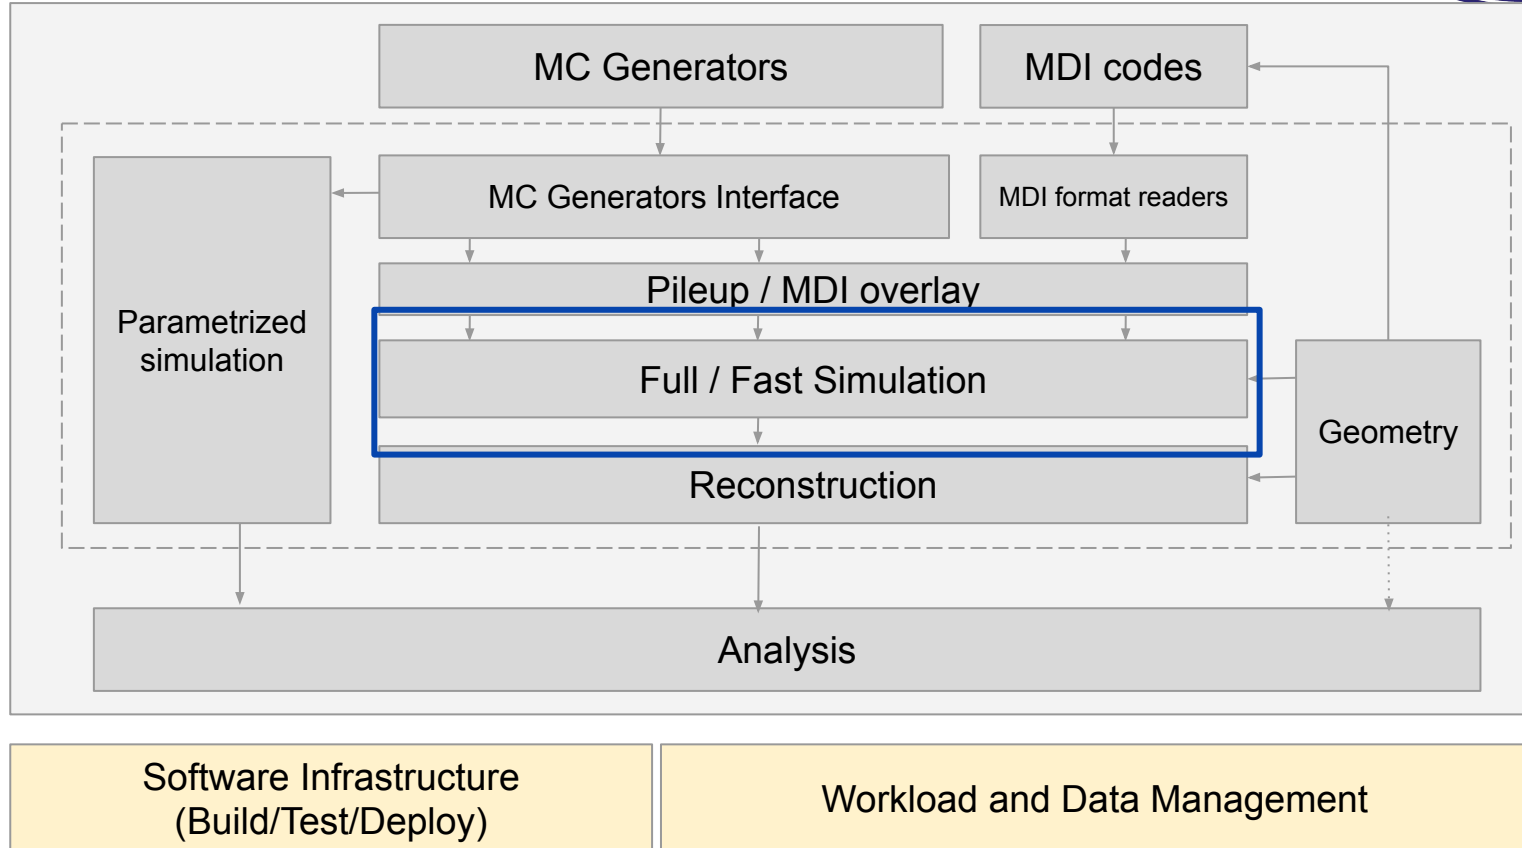 MC Generators
MDI codes
MC Generators Interface
MDI format readers
Pileup / MDI overlay
Parametrized
simulation
Full / Fast Simulation
Geometry
Reconstruction
Analysis
Software Infrastructure
(Build/Test/Deploy)
Workload and Data Management